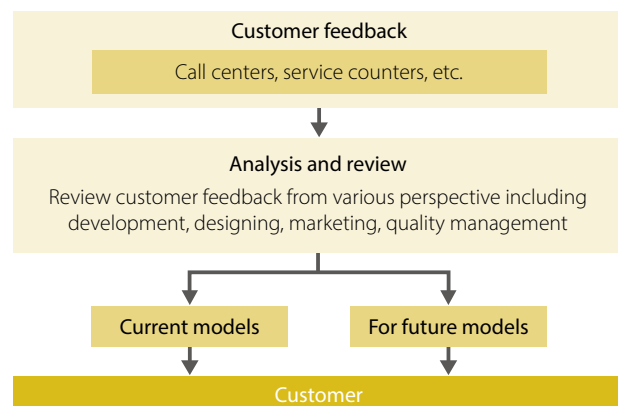 Customer feedback
Call centers, service counters, etc.
Analysis and review
Review customer feedback from various perspective including
development, designing, marketing, quality management
Current models
For future models
Customer